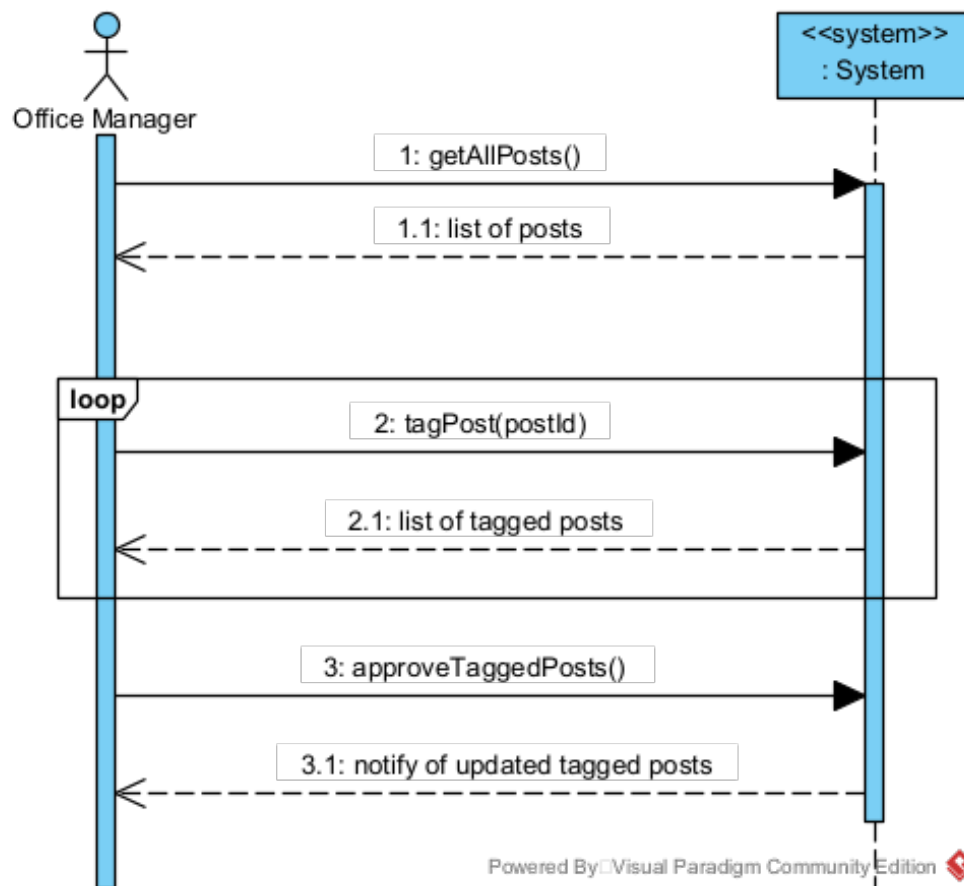 <<system>>
: System
Office Manager
1: getAllPosts()
1.1: list of posts
loop
2: tagPost(postId)
2.1: list of tagged posts
3: approveTaggedPosts()
3.1: notify of updated tagged posts
Powered By Visual Paradigm Community Edition